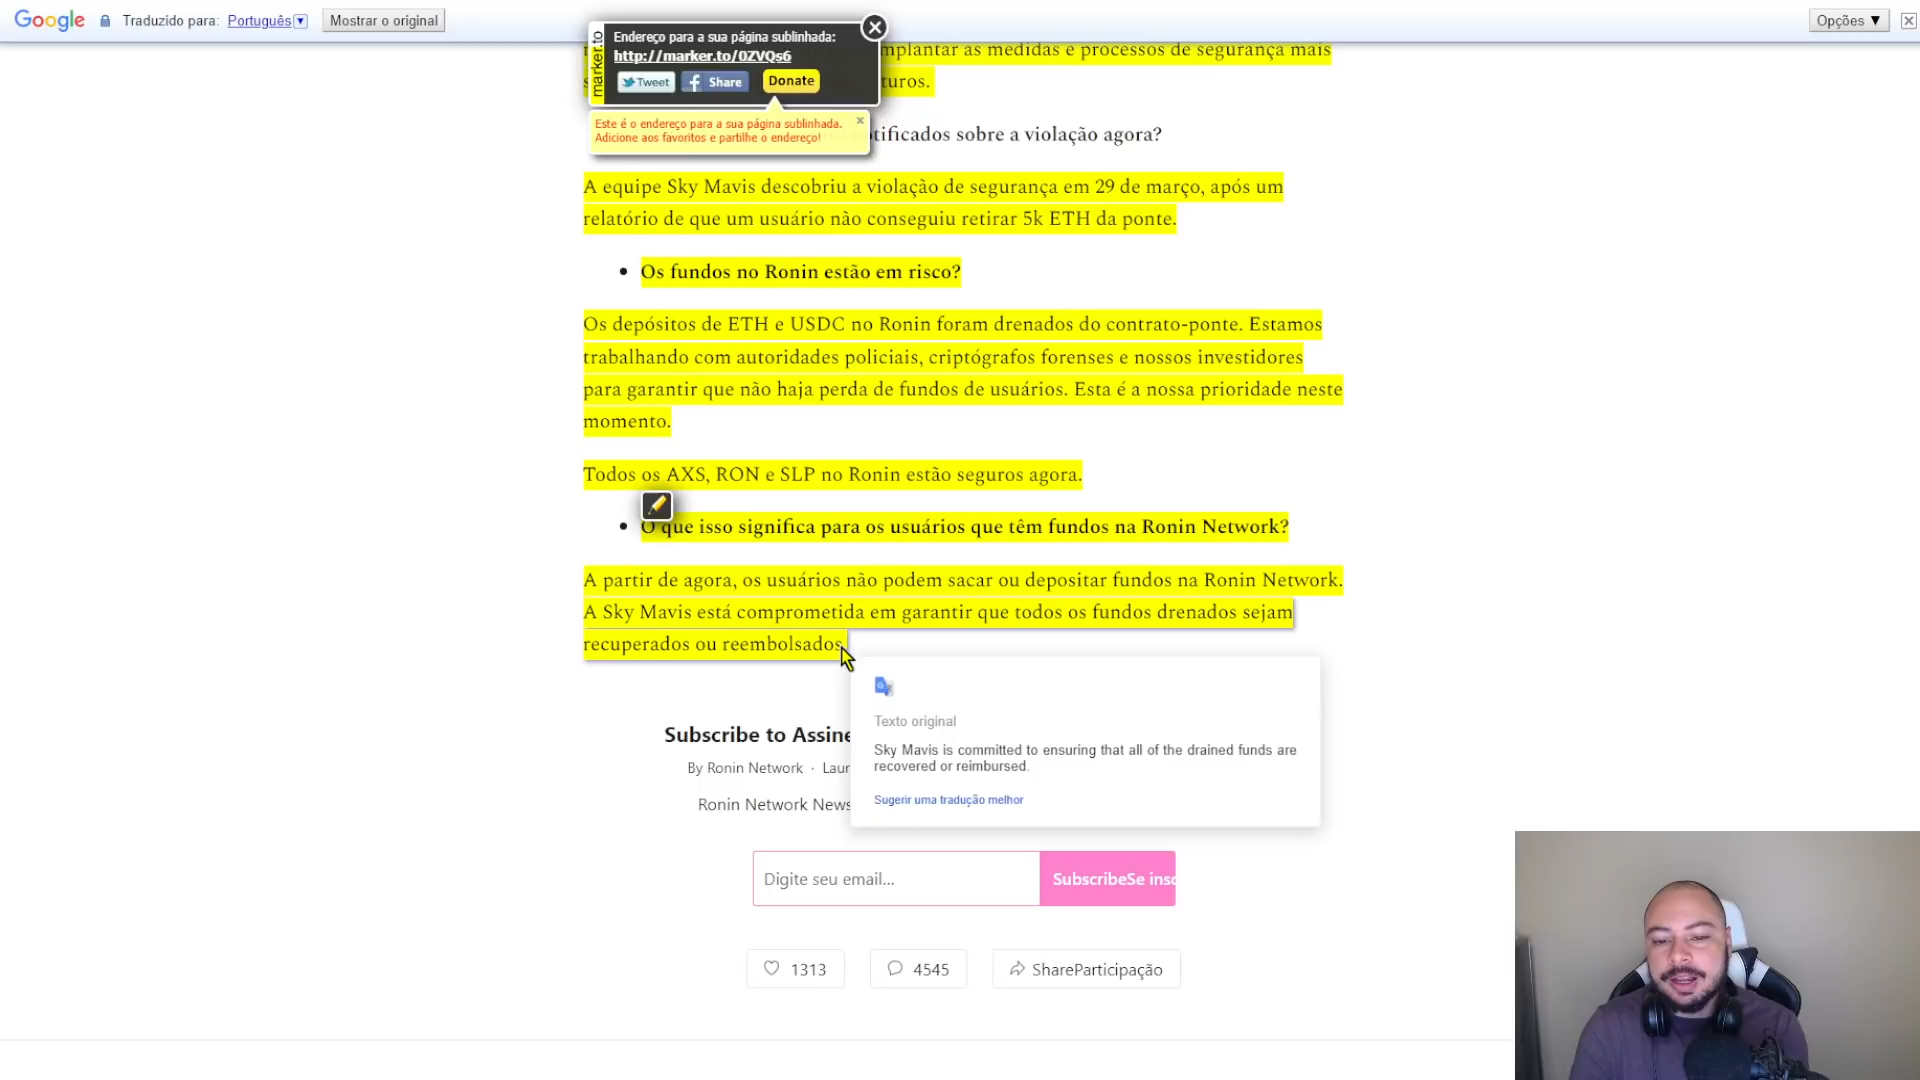 Google Traduzido para: Português Mostrar o original Opções ▼
marker.to
Endereço para a sua página sublinhada:
http://marker.to/0ZVQs6
Tweet Share Donate
Este é o endereço para a sua página sublinhada.
Adicione aos favoritos e partilhe o endereço!
mplantar as medidas e processos de segurança mais
turos.
notificados sobre a violação agora?
A equipe Sky Mavis descobriu a violação de segurança em 29 de março, após um
relatório de que um usuário não conseguiu retirar 5k ETH da ponte.
• Os fundos no Ronin estão em risco?
Os depósitos de ETH e USDC no Ronin foram drenados do contrato-ponte. Estamos
trabalhando com autoridades policiais, criptógrafos forenses e nossos investidores
para garantir que não haja perda de fundos de usuários. Esta é a nossa prioridade neste
momento.
Todos os AXS, RON e SLP no Ronin estão seguros agora.
• O que isso significa para os usuários que têm fundos na Ronin Network?
A partir de agora, os usuários não podem sacar ou depositar fundos na Ronin Network.
A Sky Mavis está comprometida em garantir que todos os fundos drenados sejam
recuperados ou reembolsados.
Texto original
Sky Mavis is committed to ensuring that all of the drained funds are
recovered or reimbursed.
Sugerir uma tradução melhor
Subscribe to Assine
By Ronin Network · Lau
Ronin Network News
Digite seu email...
SubscribeSe insc
1313
4545
ShareParticipação